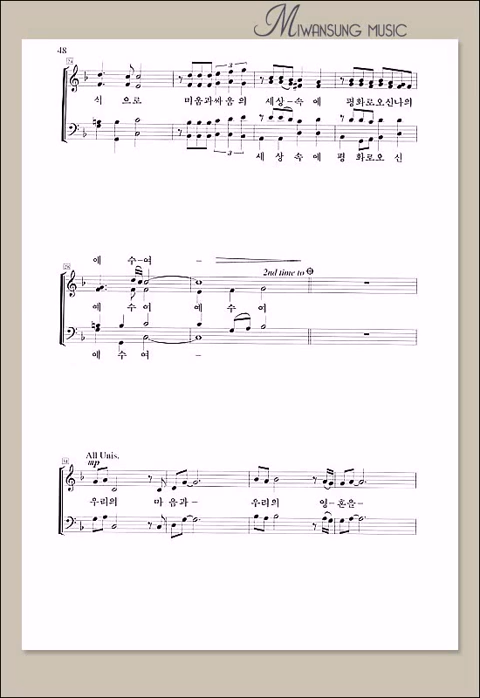 MIWANSUNG MUSIC
48
식 으로 미움과싸움의 세상-속에 평화로오신나의
세상 속에 평화로오신
예 수-여 -
2nd time to
예 수 여 예 수 여
예 수 여 -
All Unis.
mp
우리의 마음과- 우리의 영-혼을-